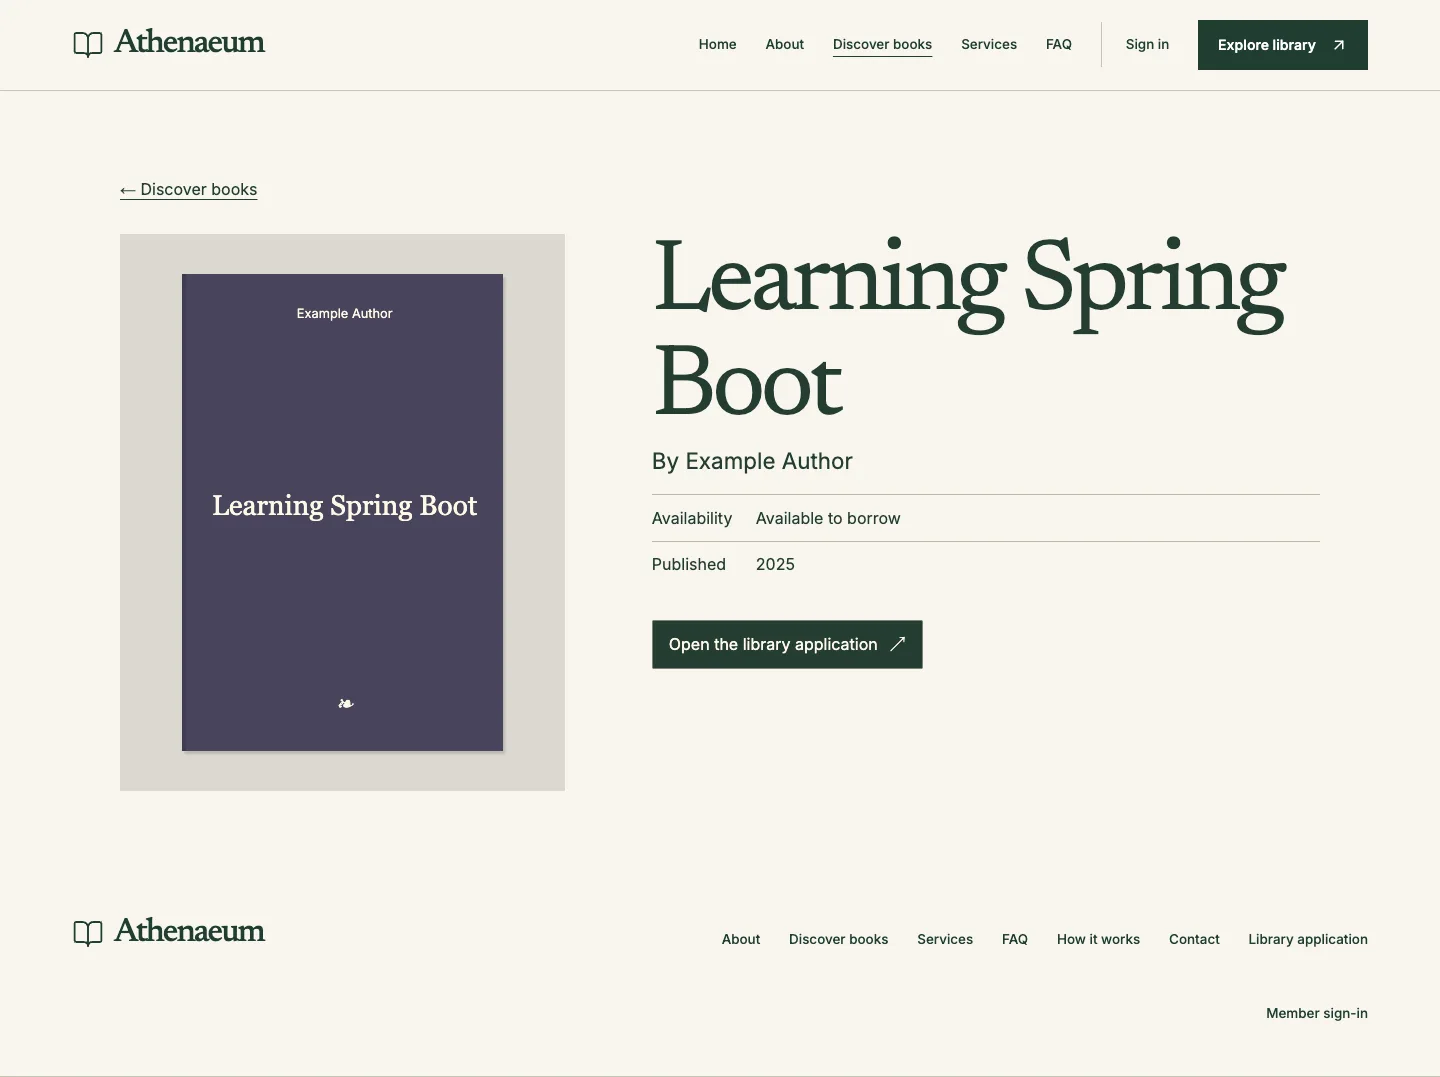 Athenaeum
Home About Discover books Services FAQ Sign in Explore library ↗
← Discover books
Example Author
Learning Spring Boot
❧
Learning Spring
Boot
By Example Author
Availability Available to borrow
Published 2025
Open the library application ↗
Athenaeum
About Discover books Services FAQ How it works Contact Library application
Member sign-in